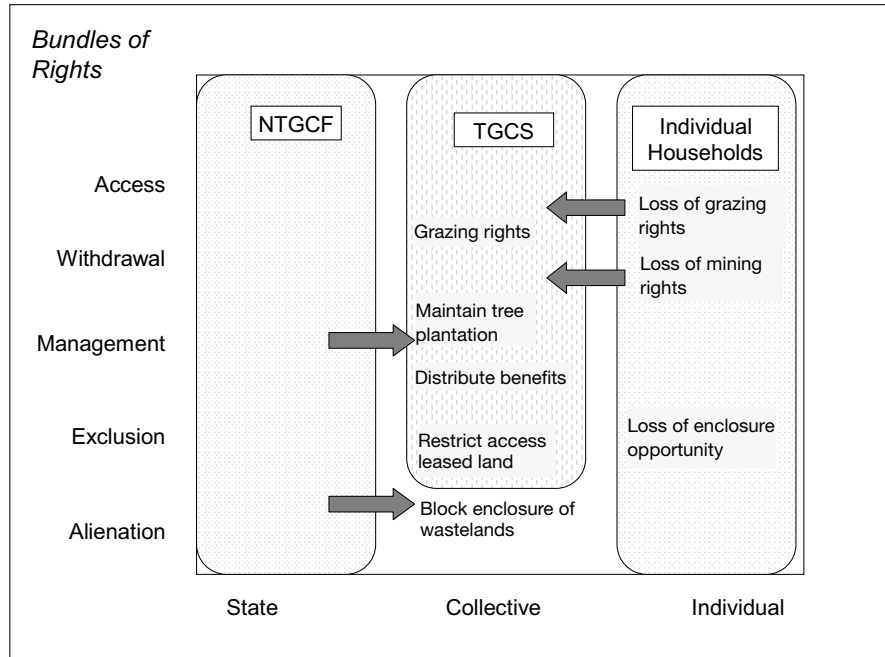 Bundles of
Rights
NTGCF
TGCS
Individual
Households
Access
Withdrawal
Management
Exclusion
Alienation
Grazing rights
Maintain tree
plantation
Distribute benefits
Restrict access
leased land
Block enclosure of
wastelands
Loss of grazing
rights
Loss of mining
rights
Loss of enclosure
opportunity
State
Collective
Individual